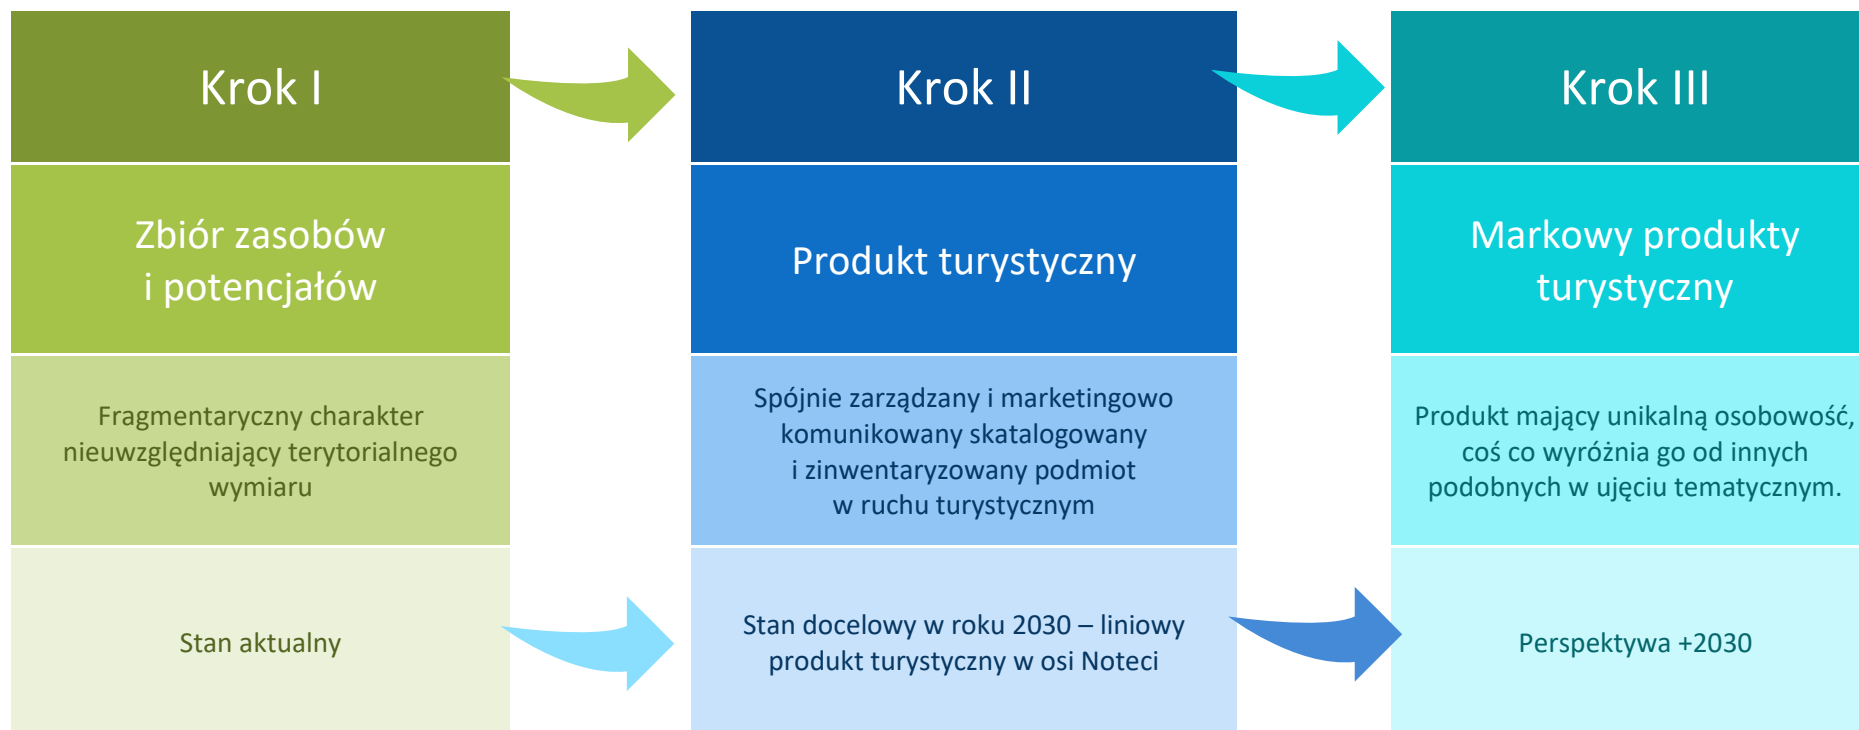 Krok I
Zbiór zasobów
i potencjałów
Fragmentaryczny charakter
nieuwzględniający terytorialnego
wymiaru
Stan aktualny
Krok II
Produkt turystyczny
Spójnie zarządzany i marketingowo
komunikowany skatalogowany
i zinwentaryzowany podmiot
w ruchu turystycznym
Stan docelowy w roku 2030 – liniowy
produkt turystyczny w osi Noteci
Krok III
Markowy produkty
turystyczny
Produkt mający unikalną osobowość,
coś co wyróżnia go od innych
podobnych w ujęciu tematycznym.
Perspektywa +2030